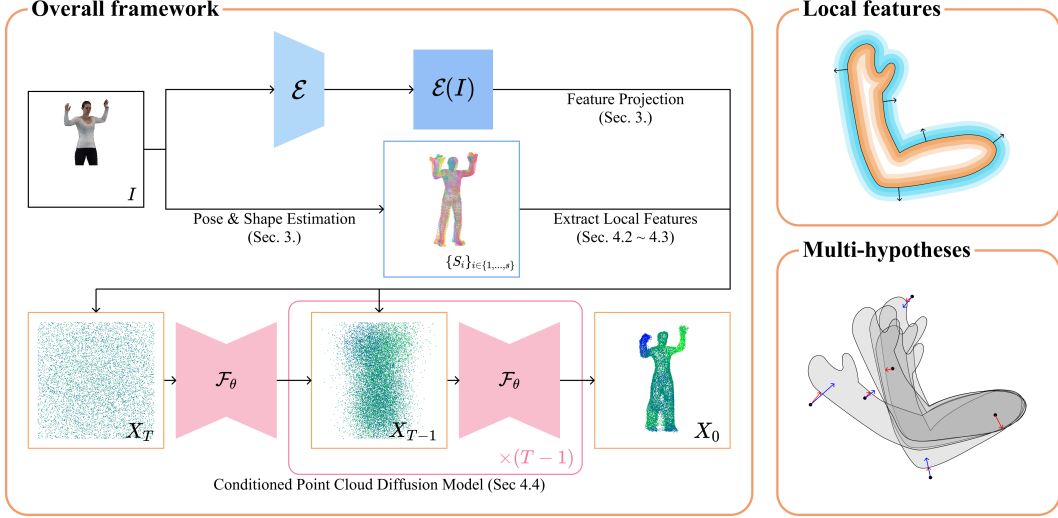 Overall framework
I
ℰ
ℰ(I)
Feature Projection
(Sec. 3.)
Pose & Shape Estimation
(Sec. 3.)
{S_i}_{i∈{1,...,s}}
Extract Local Features
(Sec. 4.2 ~ 4.3)
X_T
ℱ_θ
X_{T−1}
ℱ_θ
×(T − 1)
X_0
Conditioned Point Cloud Diffusion Model (Sec 4.4)
Local features
Multi-hypotheses